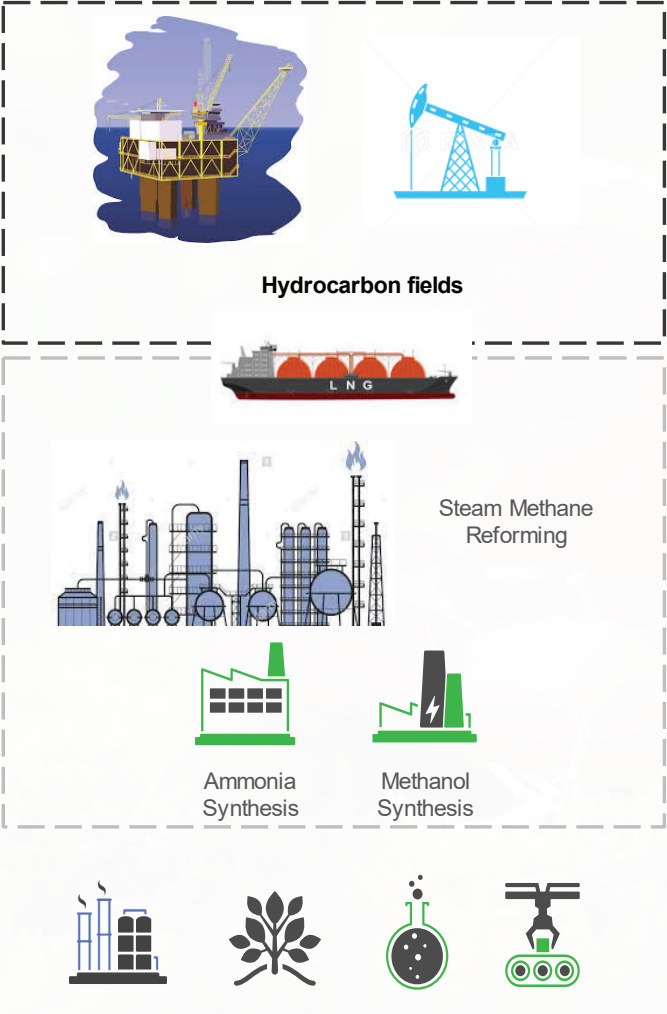 Hydrocarbon fields
LNG
Steam Methane
Reforming
Ammonia
Synthesis
Methanol
Synthesis